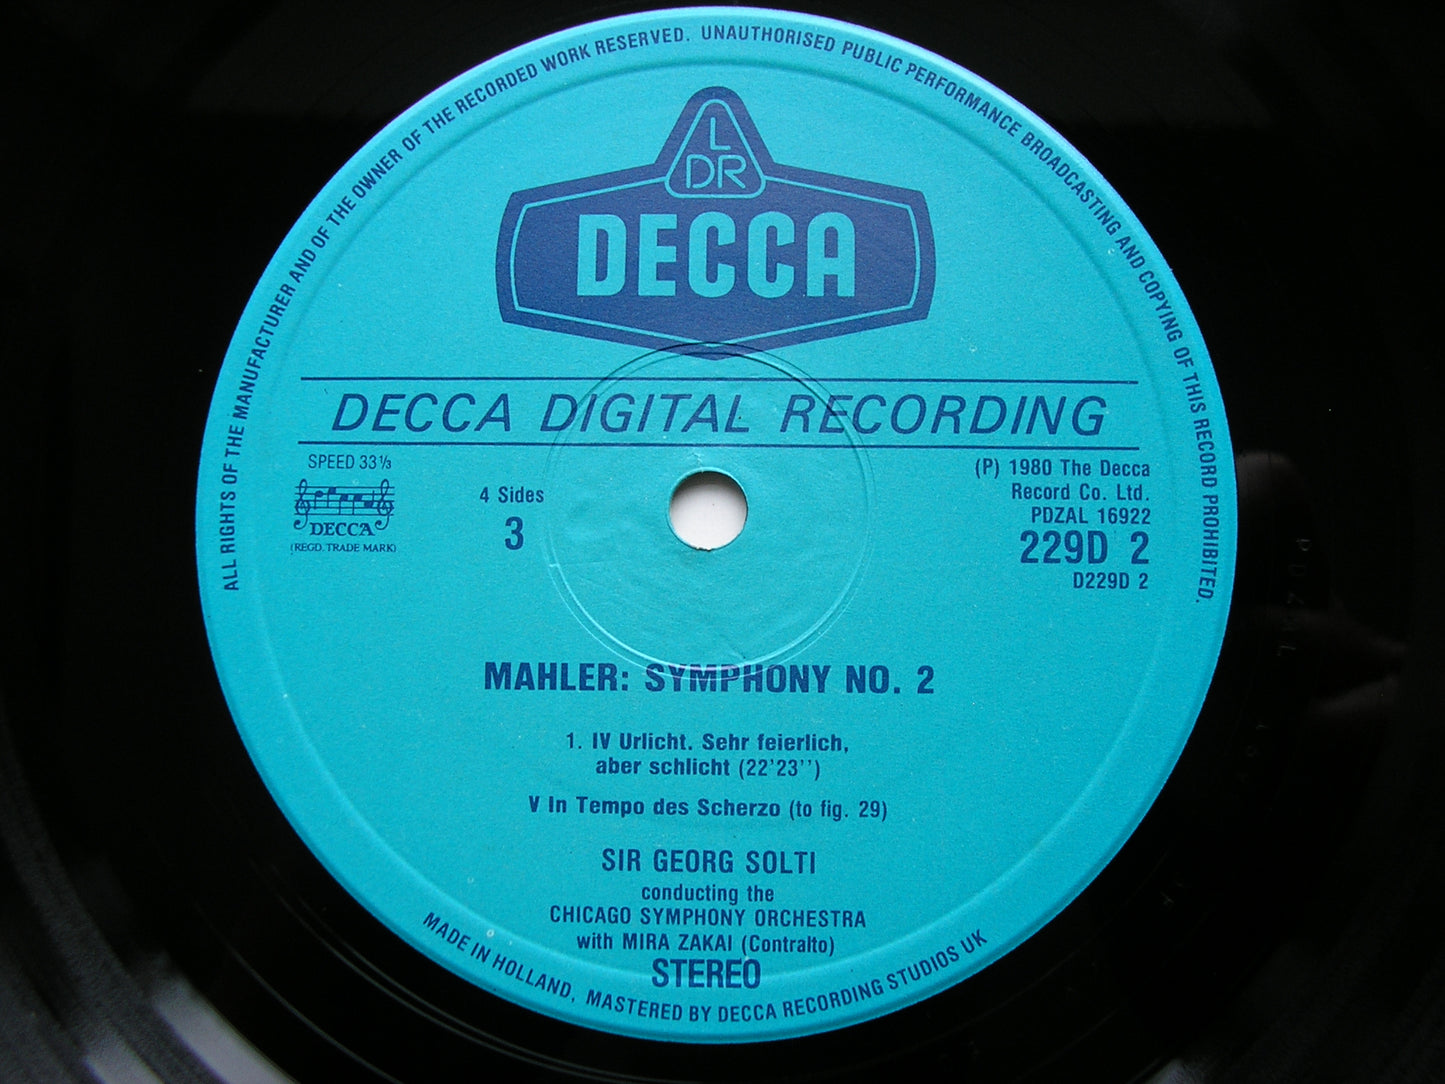 ALL RIGHTS OF THE MANUFACTURER AND OF THE OWNER OF THE RECORDED WORK RESERVED. UNAUTHORISED PUBLIC PERFORMANCE BROADCASTING AND COPYING OF THIS RECORD PROHIBITED.
L
DR
DECCA
DECCA DIGITAL RECORDING
SPEED 33⅓
DECCA
(REGD. TRADE MARK)
4 Sides
3
(P) 1980 The Decca
Record Co. Ltd.
PDZAL 16922
229D 2
D229D 2
MAHLER: SYMPHONY NO. 2
1. IV Urlicht. Sehr feierlich,
aber schlicht (22'23'')
V In Tempo des Scherzo (to fig. 29)
SIR GEORG SOLTI
conducting the
CHICAGO SYMPHONY ORCHESTRA
with MIRA ZAKAI (Contralto)
STEREO
MADE IN HOLLAND, MASTERED BY DECCA RECORDING STUDIOS UK